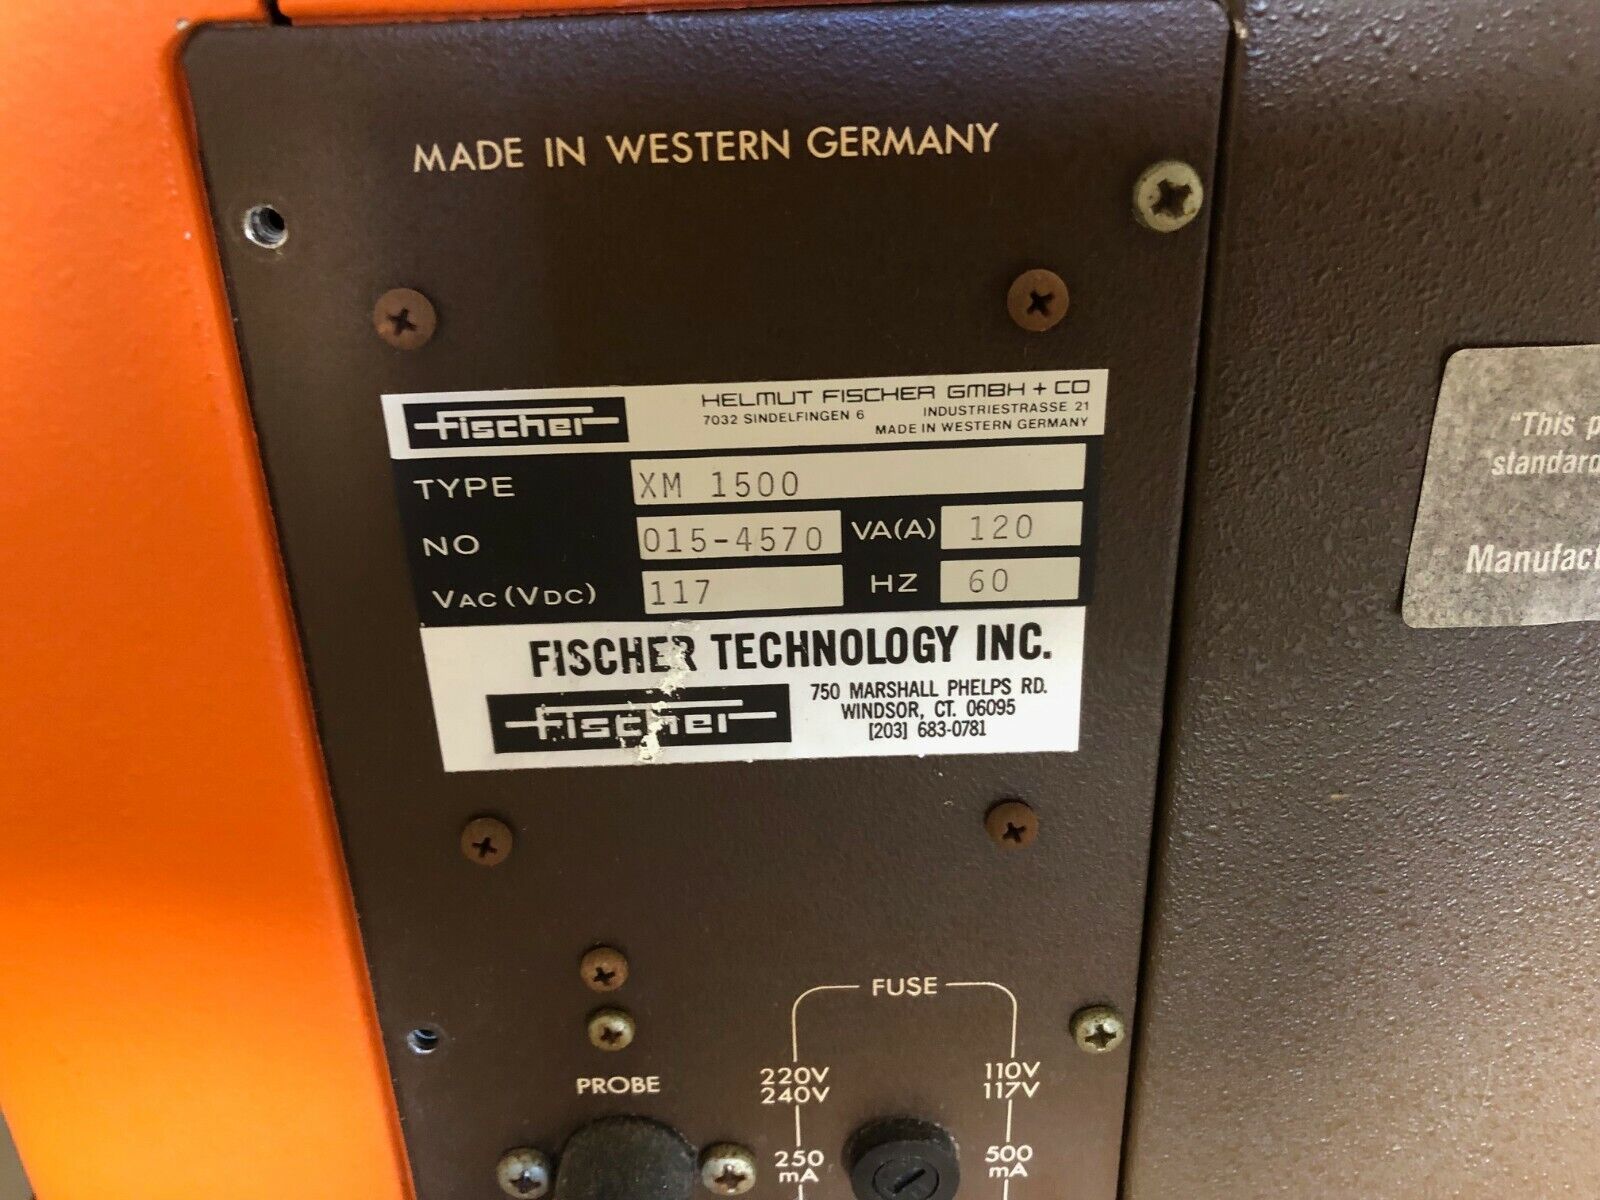 MADE IN WESTERN GERMANY
Fischer
HELMUT FISCHER GMBH + CO
7032 SINDELFINGEN 6 INDUSTRIESTRASSE 21
MADE IN WESTERN GERMANY
TYPE XM 1500
NO 015-4570 VA(A) 120
VAC (VDC) 117 HZ 60
FISCHER TECHNOLOGY INC.
Fischer
750 MARSHALL PHELPS RD.
WINDSOR, CT. 06095
[203] 683-0781
"This
standard
Manufact
FUSE
PROBE
220V
240V
110V
117V
250
mA
500
mA